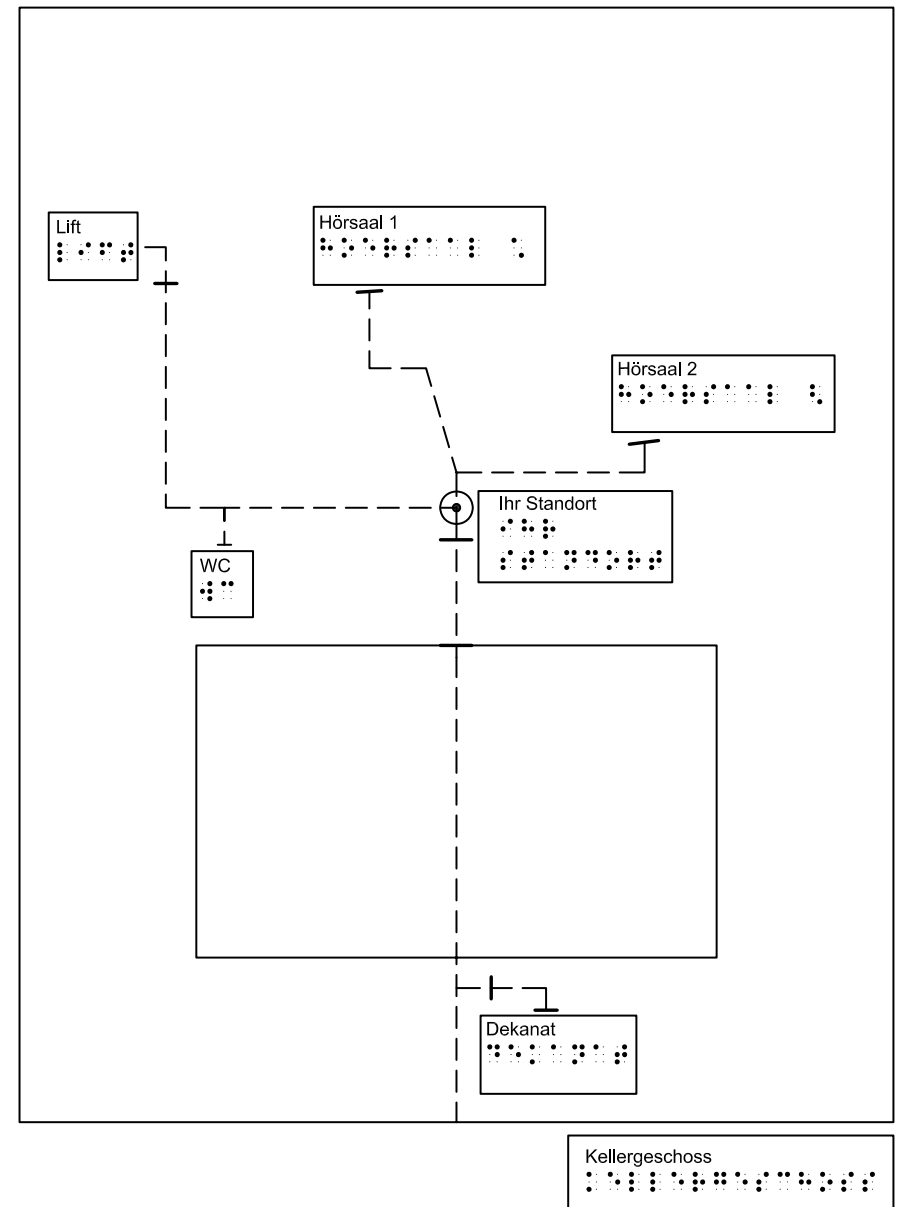 Lift
⠇⠊⠋⠞
Hörsaal 1
⠓⠕⠑⠗⠎⠁⠁⠇ ⠂
Hörsaal 2
⠓⠕⠑⠗⠎⠁⠁⠇ ⠆
Ihr Standort
⠊⠓⠗
⠎⠞⠁⠝⠙⠕⠗⠞
WC
⠺⠉
Dekanat
⠙⠑⠅⠁⠝⠁⠞
Kellergeschoss
⠅⠑⠇⠇⠑⠗⠛⠑⠎⠉⠓⠕⠎⠎